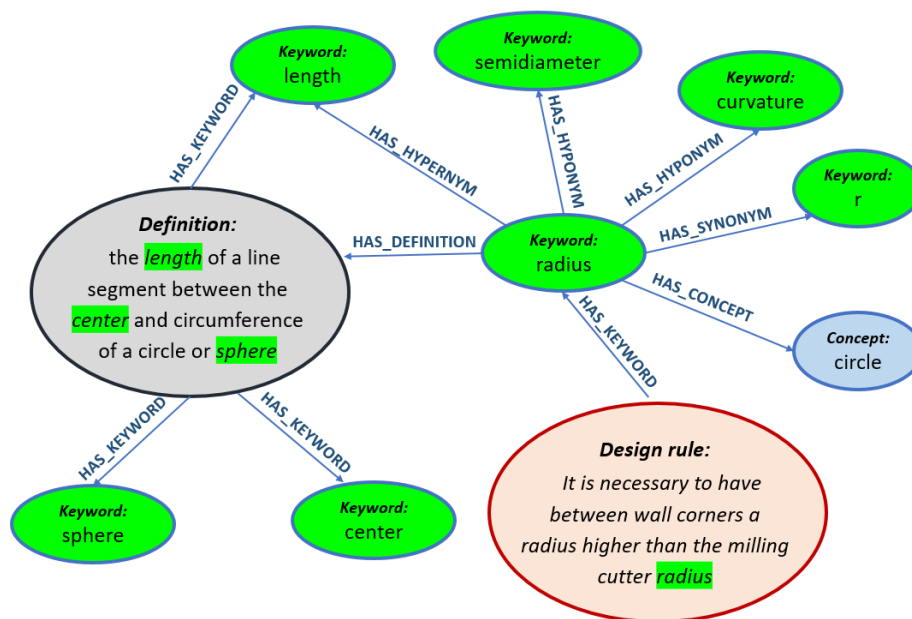 Keyword:
length
Keyword:
semidiameter
Keyword:
curvature
HAS_KEYWORD
HAS_HYPERNYM
HAS_HYPONYM
HAS_HYPONYM
Keyword:
r
HAS_SYNONYM
Definition:
the length of a line
segment between the
center and circumference
of a circle or sphere
HAS_DEFINITION
Keyword:
radius
HAS_CONCEPT
Concept:
circle
HAS_KEYWORD
HAS_KEYWORD
HAS_KEYWORD
Keyword:
sphere
Keyword:
center
Design rule:
It is necessary to have
between wall corners a
radius higher than the milling
cutter radius